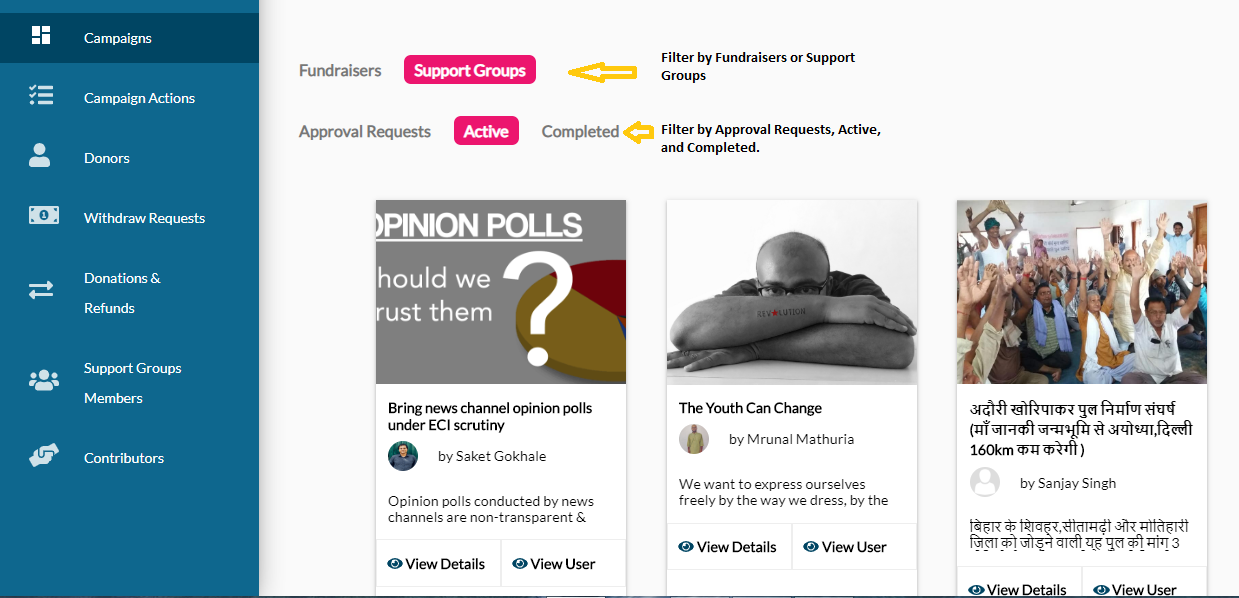 Campaigns
Campaign Actions
Donors
Withdraw Requests
Donations &
Refunds
Support Groups
Members
Contributors
Fundraisers Support Groups
Filter by Fundraisers or Support
Groups
Approval Requests Active Completed
Filter by Approval Requests, Active,
and Completed.
OPINION POLLS
hould we
rust them
?
Bring news channel opinion polls
under ECI scrutiny
by Saket Gokhale
Opinion polls conducted by news
channels are non-transparent &
View Details View User
REVOLUTION
The Youth Can Change
by Mrunal Mathuria
We want to express ourselves
freely by the way we dress, by the
View Details View User
अदौरी खोरिपाकर पुल निर्माण संघर्ष
(माँ जानकी जन्मभूमि से अयोध्या,दिल्ली
160km कम करेगी )
by Sanjay Singh
बिहार के शिवहर,सीतामढ़ी और मोतिहारी
जिला को जोड़ने वाली यह पुल की मांग 3
View Details View User